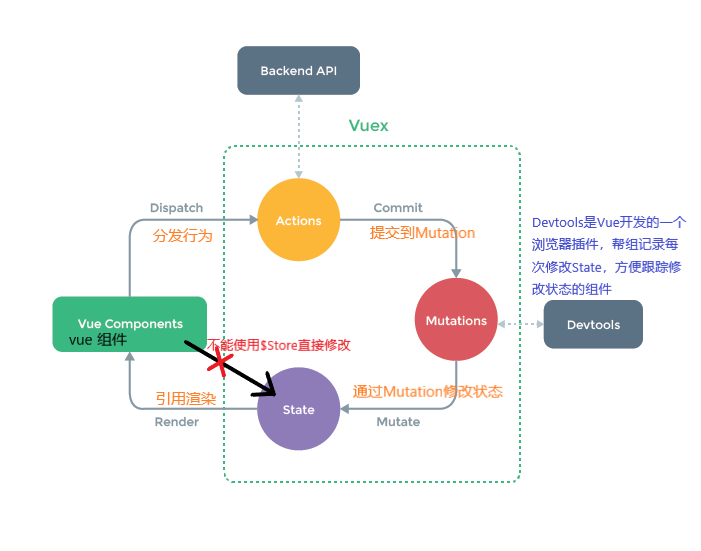 Backend API
Vuex
Dispatch
Commit
Actions
分发行为
提交到Mutation
Devtools是Vue开发的一个
浏览器插件，帮组记录每
次修改State，方便跟踪修
改状态的组件
Vue Components
vue 组件
Mutations
Devtools
不能使用$Store直接修改
引用渲染
通过Mutation修改状态
State
Render
Mutate